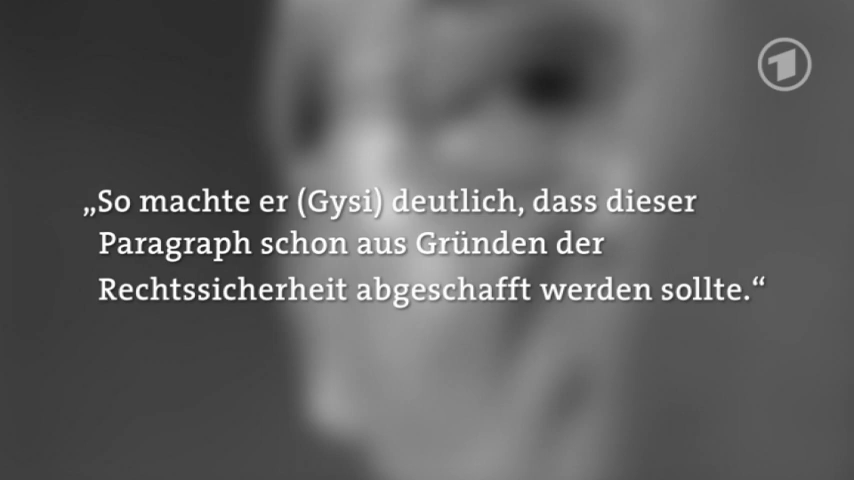 „So machte er (Gysi) deutlich, dass dieser
Paragraph schon aus Gründen der
Rechtssicherheit abgeschafft werden sollte.“